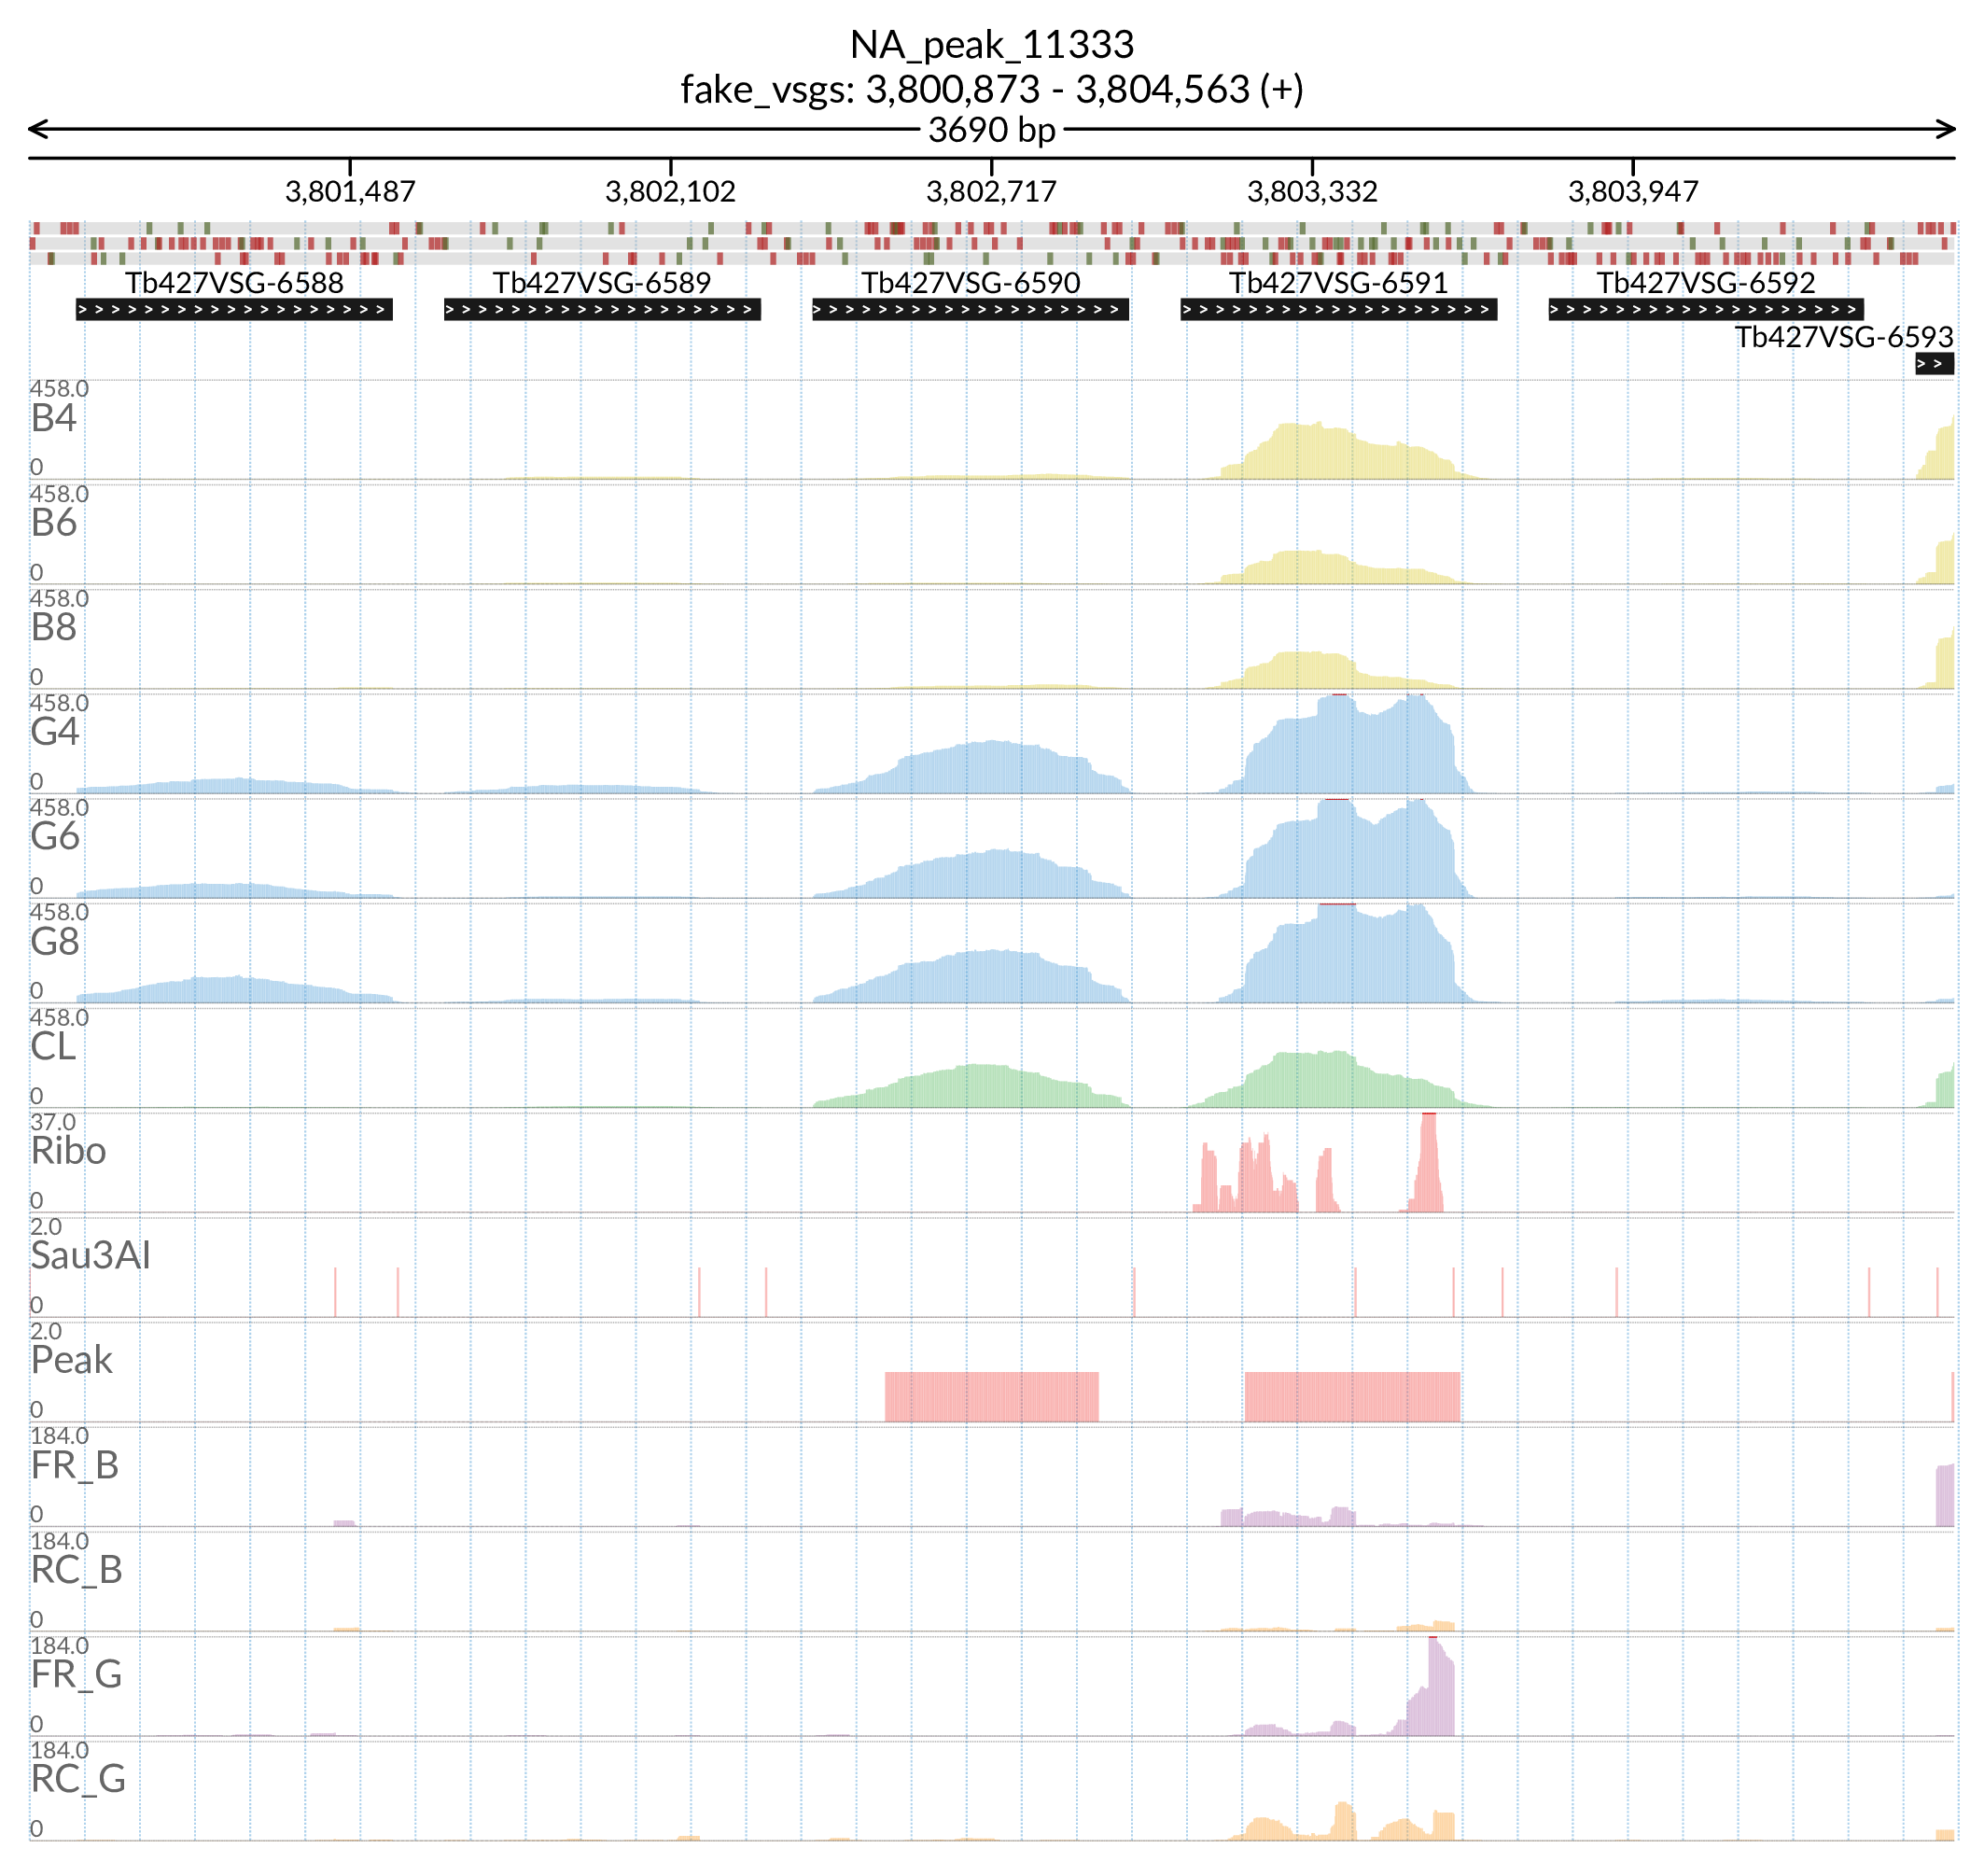 NA_peak_11333
fake_vsgs: 3,800,873 - 3,804,563 (+)
3690 bp
3,801,487 3,802,102 3,802,717 3,803,332 3,803,947
Tb427VSG-6588 Tb427VSG-6589 Tb427VSG-6590 Tb427VSG-6591 Tb427VSG-6592
Tb427VSG-6593
458.0
B4
0
458.0
B6
0
458.0
B8
0
458.0
G4
0
458.0
G6
0
458.0
G8
0
458.0
CL
0
37.0
Ribo
0
2.0
Sau3AI
0
2.0
Peak
0
184.0
FR_B
0
184.0
RC_B
0
184.0
FR_G
0
184.0
RC_G
0